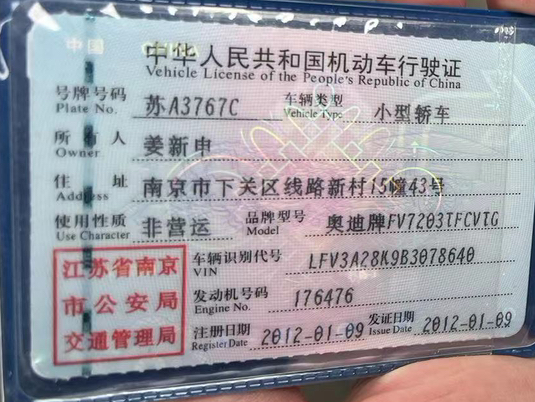 中国 CHINA
中华人民共和国机动车行驶证
Vehicle License of the People's Republic of China
号牌号码 Plate No. 苏A3767C 车辆类型 Vehicle Type 小型轿车
所有人 Owner 姜新申
住址 Address 南京市下关区线路新村15幢43号
使用性质 Use Character 非营运 品牌型号 Model 奥迪牌FV7203TFCVTG
车辆识别代号 VIN LFV3A28K9B3078640
发动机号码 Engine No. 176476
注册日期 Register Date 2012-01-09 发证日期 Issue Date 2012-01-09
江苏省南京
市公安局
交通管理局